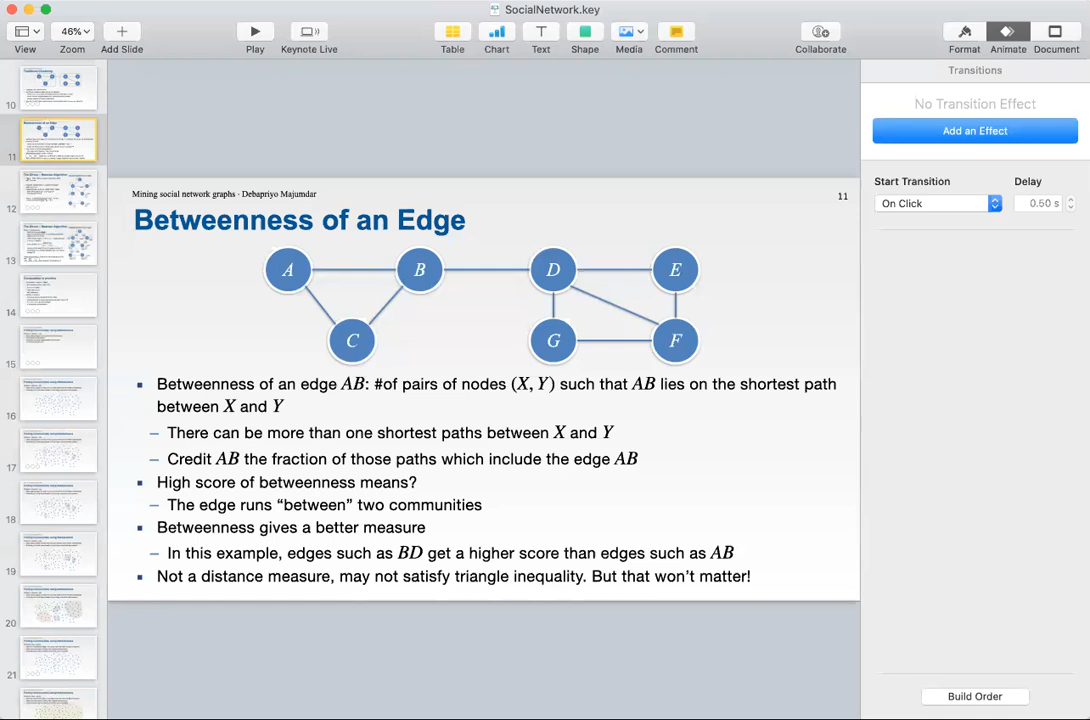 SocialNetwork.key
46%
View
Zoom
Add Slide
Play
Keynote Live
Table
Chart
Text
Shape
Media
Comment
Collaborate
Format
Animate
Document
10
11
12
13
14
15
16
17
18
19
20
21
Mining social network graphs · Debapriyo Majumdar
11
Betweenness of an Edge
A
B
D
E
C
G
F
▪ Betweenness of an edge AB: #of pairs of nodes (X, Y) such that AB lies on the shortest path
between X and Y
– There can be more than one shortest paths between X and Y
– Credit AB the fraction of those paths which include the edge AB
▪ High score of betweenness means?
– The edge runs “between” two communities
▪ Betweenness gives a better measure
– In this example, edges such as BD get a higher score than edges such as AB
▪ Not a distance measure, may not satisfy triangle inequality. But that won’t matter!
Transitions
No Transition Effect
Add an Effect
Start Transition
Delay
On Click
0.50 s
Build Order